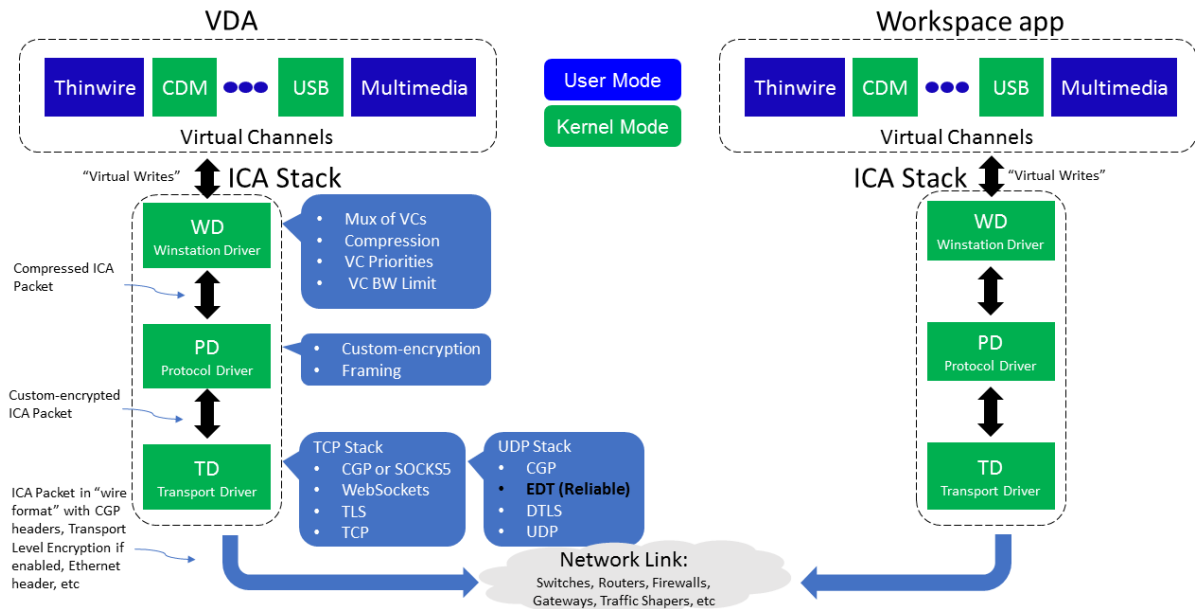 VDA
Thinwire
CDM
USB
Multimedia
Virtual Channels
User Mode
Kernel Mode
Workspace app
Thinwire
CDM
USB
Multimedia
Virtual Channels
“Virtual Writes”
ICA Stack
WD
Winstation Driver
• Mux of VCs
• Compression
• VC Priorities
• VC BW Limit
Compressed ICA
Packet
PD
Protocol Driver
• Custom-encryption
• Framing
Custom-encrypted
ICA Packet
TD
Transport Driver
TCP Stack
• CGP or SOCKS5
• WebSockets
• TLS
• TCP
UDP Stack
• CGP
• EDT (Reliable)
• DTLS
• UDP
ICA Packet in “wire
format” with CGP
headers, Transport
Level Encryption if
enabled, Ethernet
header, etc
Network Link:
Switches, Routers, Firewalls,
Gateways, Traffic Shapers, etc
ICA Stack
“Virtual Writes”
WD
Winstation Driver
PD
Protocol Driver
TD
Transport Driver